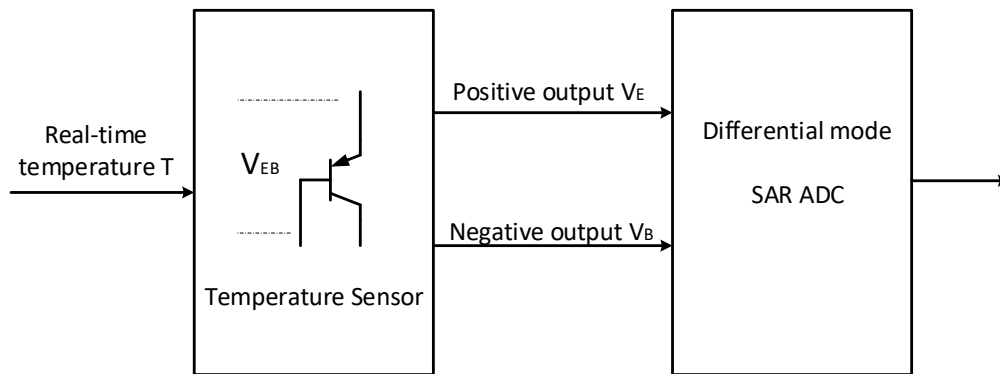 Real-time
temperature T
VEB
Temperature Sensor
Positive output VE
Negative output VB
Differential mode
SAR ADC